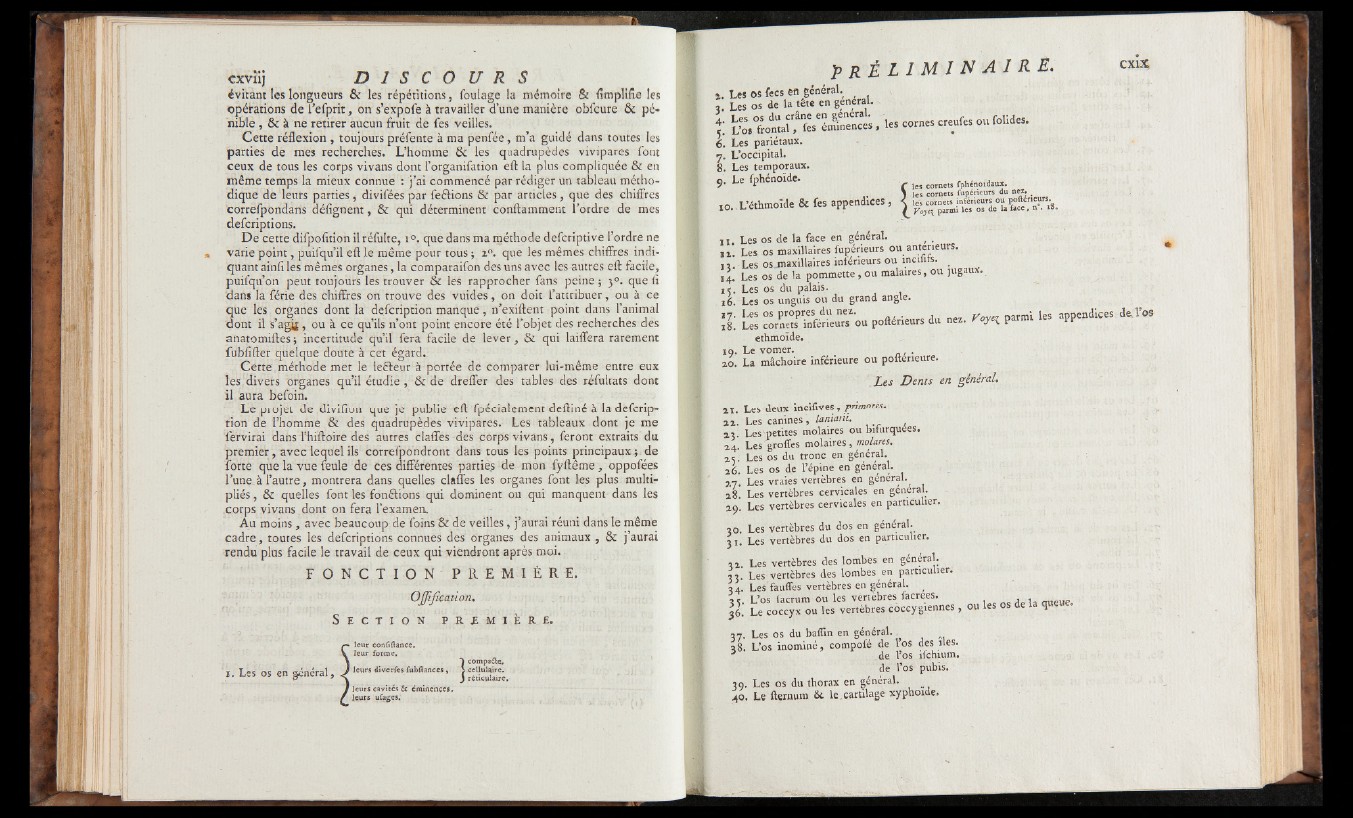 cxviij DISCOURS
évitant les longueurs & les répétitions, ſoulage la mémoire & ſimplifie les
opérations de l'eſprit, on s'expoſe à travailler d'une manière obſcure & pé-
nible, & à ne retirer aucun fruit de ſes veilles.
Cette réflexion, toujours préſente à ma penſée, m'a guidé dans toutes les
parties de mes recherches. L'homme & les quadrupèdes vivipares ſont
ceux de tous les corps vivans dont l'organiſation eſt la plus compliquée & en
même temps la mieux connue : j'ai commencé par rédiger un tableau métho-
dique de leurs parties, diviſées par ſections & par articles, que des chiffres
correſpondans déſignent, & qui déterminent conſtamment l'ordre de mes
deſcriptions.
De cette diſpoſition il réſulte, 1°. que dans ma méthode deſcriptive l'ordre ne
varie point, puiſqu'il eſt le même pour tous ; 2°. que les mêmes chiffres indi-
quant ainſi les mêmes organes, la comparaiſon des uns avec les autres eſt facile,
puiſqu'on peut toujours les trouver & les rapprocher ſans peine ; 3°. que ſi
dans la ſérie des chiffres on trouve des vuides, on doit l'attribuer, ou à ce
que les organes dont la deſcription manque, n'exiſtent point dans l'animal
dont il s'agit, ou à ce qu'ils n'ont point encore été l'objet des recherches des
anatomiſtes ; incertitude qu'il ſera facile de lever, & qui laiſſera rarement
ſubſiſter quelque doute à cet égard.
Cette méthode met le lecteur à portée de comparer lui-même entre eux
les divers organes qu'il étudie, & de dreſſer des tables des réſultats dont
il aura beſoin.
Le projet de diviſion que je publie eſt ſpécialement deſtiné à la deſcrip-
tion de l'homme & des quadrupèdes vivipares. Les tableaux dont je me
ſervirai dans l'hiſtoire des autres claſſes des corps vivans, ſeront extraits du
premier, avec lequel ils correſpondront dans tous les points principaux ; de
ſorte que la vue ſeule de ces différentes parties de mon ſyſtême, oppoſées
l'une à l'autre, montrera dans quelles claſſes les organes ſont les plus multi-
pliés, & quelles ſont les fonctions qui dominent ou qui manquent dans les
corps vivans dont on fera l'examen.
Au moins, avec beaucoup de ſoins & de veilles, j'aurai réuni dans le même
cadre, toutes les deſcriptions connues des organes des animaux, & j'aurai
rendu plus facile le travail de ceux qui viendront après moi.
FONCTION PREMIÈRE.
Oſſification.
SECTION PREMIÈRE.
leur conſiſtance.
leur forme.
1. Les os en général, leurs diverſes ſubſtances, compacte. cellulaire. réticulaire.
leurs cavités & éminences.
leurs uſages.
PRÉLIMINAIRE. cxix
2. Les os ſecs en général.
3. Les os de la tête en général.
4. Les os du crâne en général.
5. L'os frontal, ſes éminences, les cornes creuſes ou ſolides.
6. Les pariétaux.
7. L'occipital.
8. Les temporaux.
9. Le ſphénoïde.
10. L'éthmoïde & ſes appendices,
les cornets ſphénoïdaux.
les cornets ſupérieurs du nez.
les cornets inférieurs ou poſtérieurs.
Voyez parmi les os de la face, n°. 18.
11. Les os de la face en général.
12. Les os maxillaires ſupérieurs ou antérieurs.
13. Les os maxillaires inférieurs ou inciſifs.
14. Les os de la pommette, ou malaires, ou jugaux.
15. Les os du palais.
16. Les os unguis ou du grand angle.
17. Les os propres du nez.
18. Les cornets inférieurs ou poſtérieurs du nez. Voyez parmi les appendices de l'os
ethmoïde.
19. Le vomer.
20. La mâchoire inférieure ou poſtérieure.
Les Dents en général.
21. Les deux inciſives, primores.
22. Les canines, laniarii.
23. Les petites molaires ou bifurquées.
24. Les groſſes molaires, molares.
25. Les os du tronc en général.
26. Les os de l'épine en général.
27. Les vraies vertèbres en général.
28. Les vertèbres cervicales en général.
29. Les vertèbres cervicales en particulier.
30. Les vertèbres du dos en général.
31. Les vertèbres du dos en particulier.
32. Les vertèbres des lombes en général.
33. Les vertèbres des lombes en particulier.
34. Les fauſſes vertèbres en général.
35. L'os ſacrum ou les vertèbres ſacrées.
36. Le coccyx ou les vertèbres coccygiennes, ou les os de la queue.
37. Les os du baſſin en général.
38. L'os inominé, compoſé de l'os des îles.
de l'os iſchium.
de l'os pubis.
39. Les os du thorax en général.
40. Le ſternum & le cartilage xyphoïde.